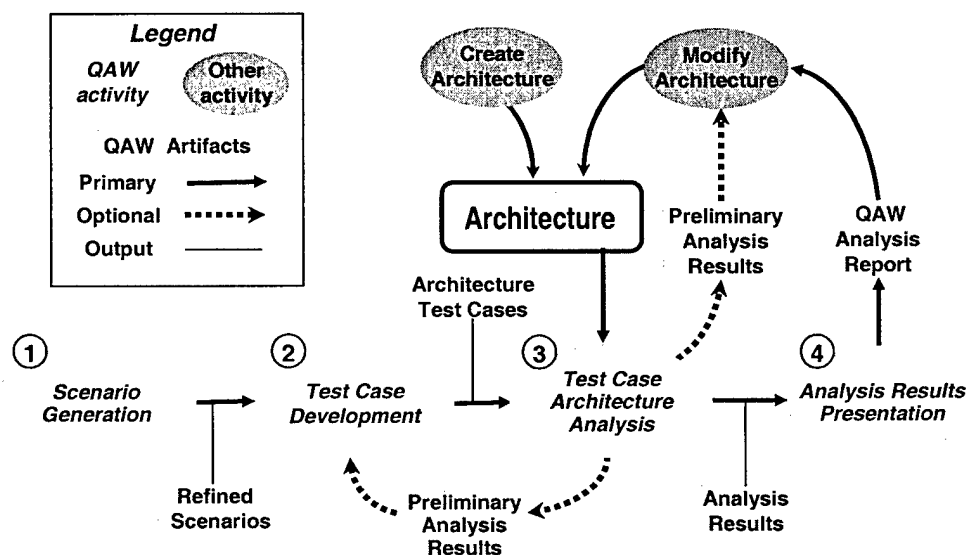 Legend
QAW
activity
Other
activity
QAW Artifacts
Primary
Optional
Output
Create
Architecture
Modify
Architecture
Architecture
Preliminary
Analysis
Results
QAW
Analysis
Report
Architecture
Test Cases
1
Scenario
Generation
2
Test Case
Development
3
Test Case
Architecture
Analysis
4
Analysis Results
Presentation
Refined
Scenarios
Preliminary
Analysis
Results
Analysis
Results